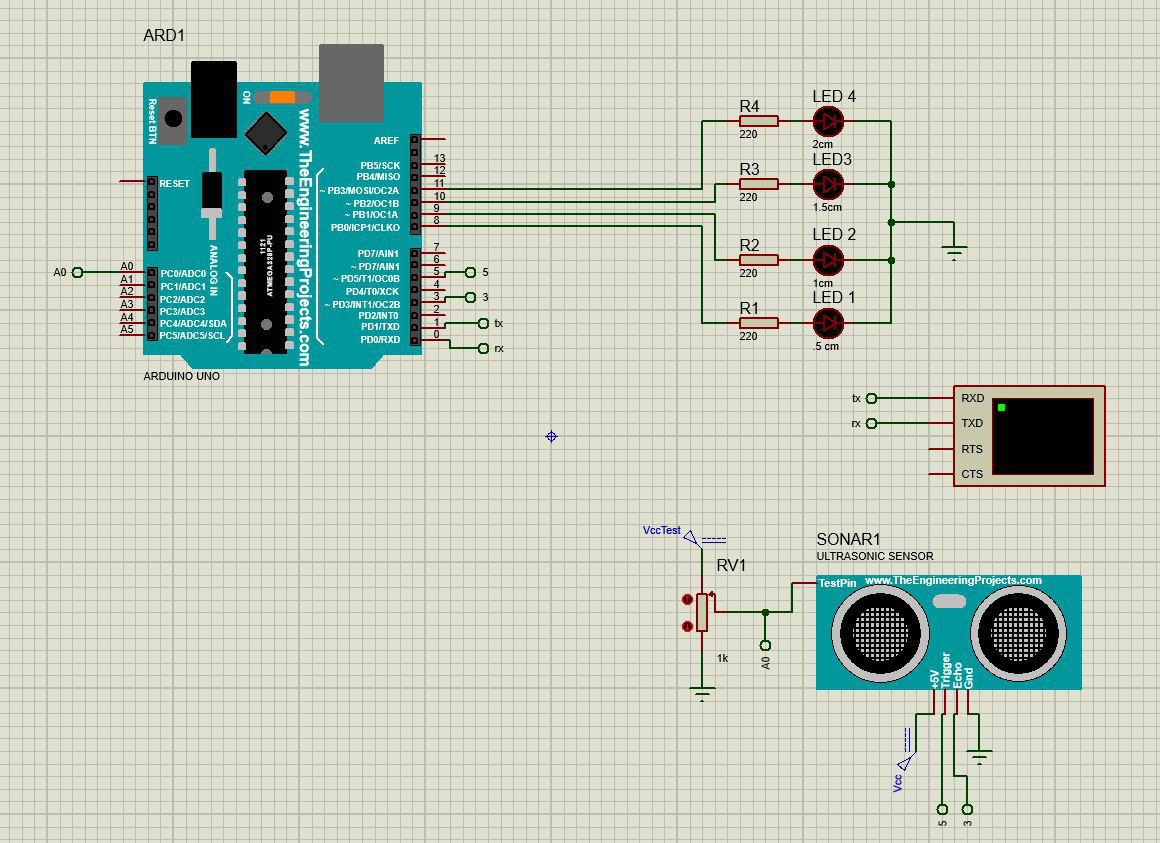 ARD1
Reset BTN
ON
www.TheEngineeringProjects.com
AREF
PB5/SCK 13
PB4/MISO 12
~ PB3/MOSI/OC2A 11
~ PB2/OC1B 10
~ PB1/OC1A 9
PB0/ICP1/CLKO 8
RESET
1121
ATMEGA328P-PU
ANALOG IN
PD7/AIN1 7
~ PD7/AIN1 6
~ PD5/T1/OC0B 5
PD4/T0/XCK 4
~ PD3/INT1/OC2B 3
PD2/INT0 2
PD1/TXD 1
PD0/RXD 0
5
3
tx
rx
A0
A0 PC0/ADC0
A1 PC1/ADC1
A2 PC2/ADC2
A3 PC3/ADC3
A4 PC4/ADC4/SDA
A5 PC5/ADC5/SCL
ARDUINO UNO
R4
220
LED 4
2cm
R3
220
LED3
1.5cm
R2
220
LED 2
1cm
R1
220
LED 1
.5 cm
tx RXD
rx TXD
RTS
CTS
VccTest
RV1
1k
A0
SONAR1
ULTRASONIC SENSOR
TestPin
www.TheEngineeringProjects.com
+5V
Trigger
Echo
Gnd
Vcc
5
3